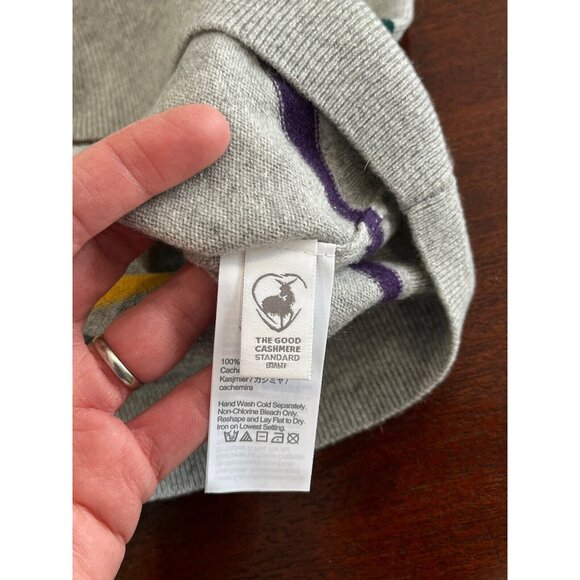 THE GOOD
CASHMERE
STANDARD
100%
Cache
Kasjmier / カシミヤ /
cachemira
Hand Wash Cold Separately.
Non-Chlorine Bleach Only.
Reshape and Lay Flat to Dry.
Iron on Lowest Setting.